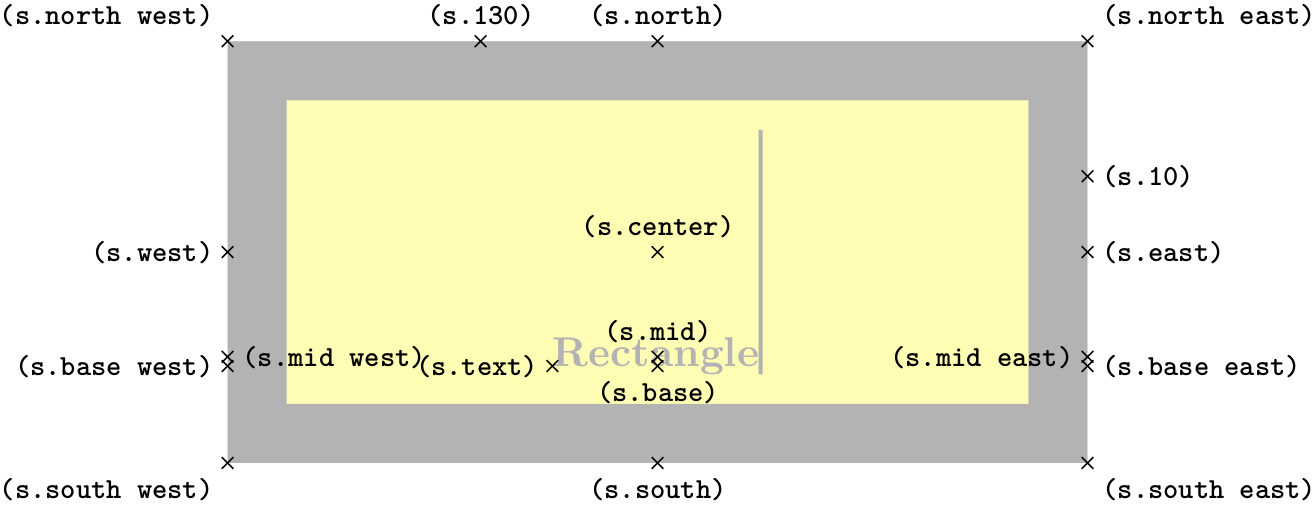 (s.north west) (s.130) (s.north) (s.north east)
(s.10)
(s.center)
(s.west) (s.east)
(s.mid)
Rectangle
(s.mid west) (s.mid east)
(s.base west) (s.text) (s.base east)
(s.base)
(s.south west) (s.south) (s.south east)